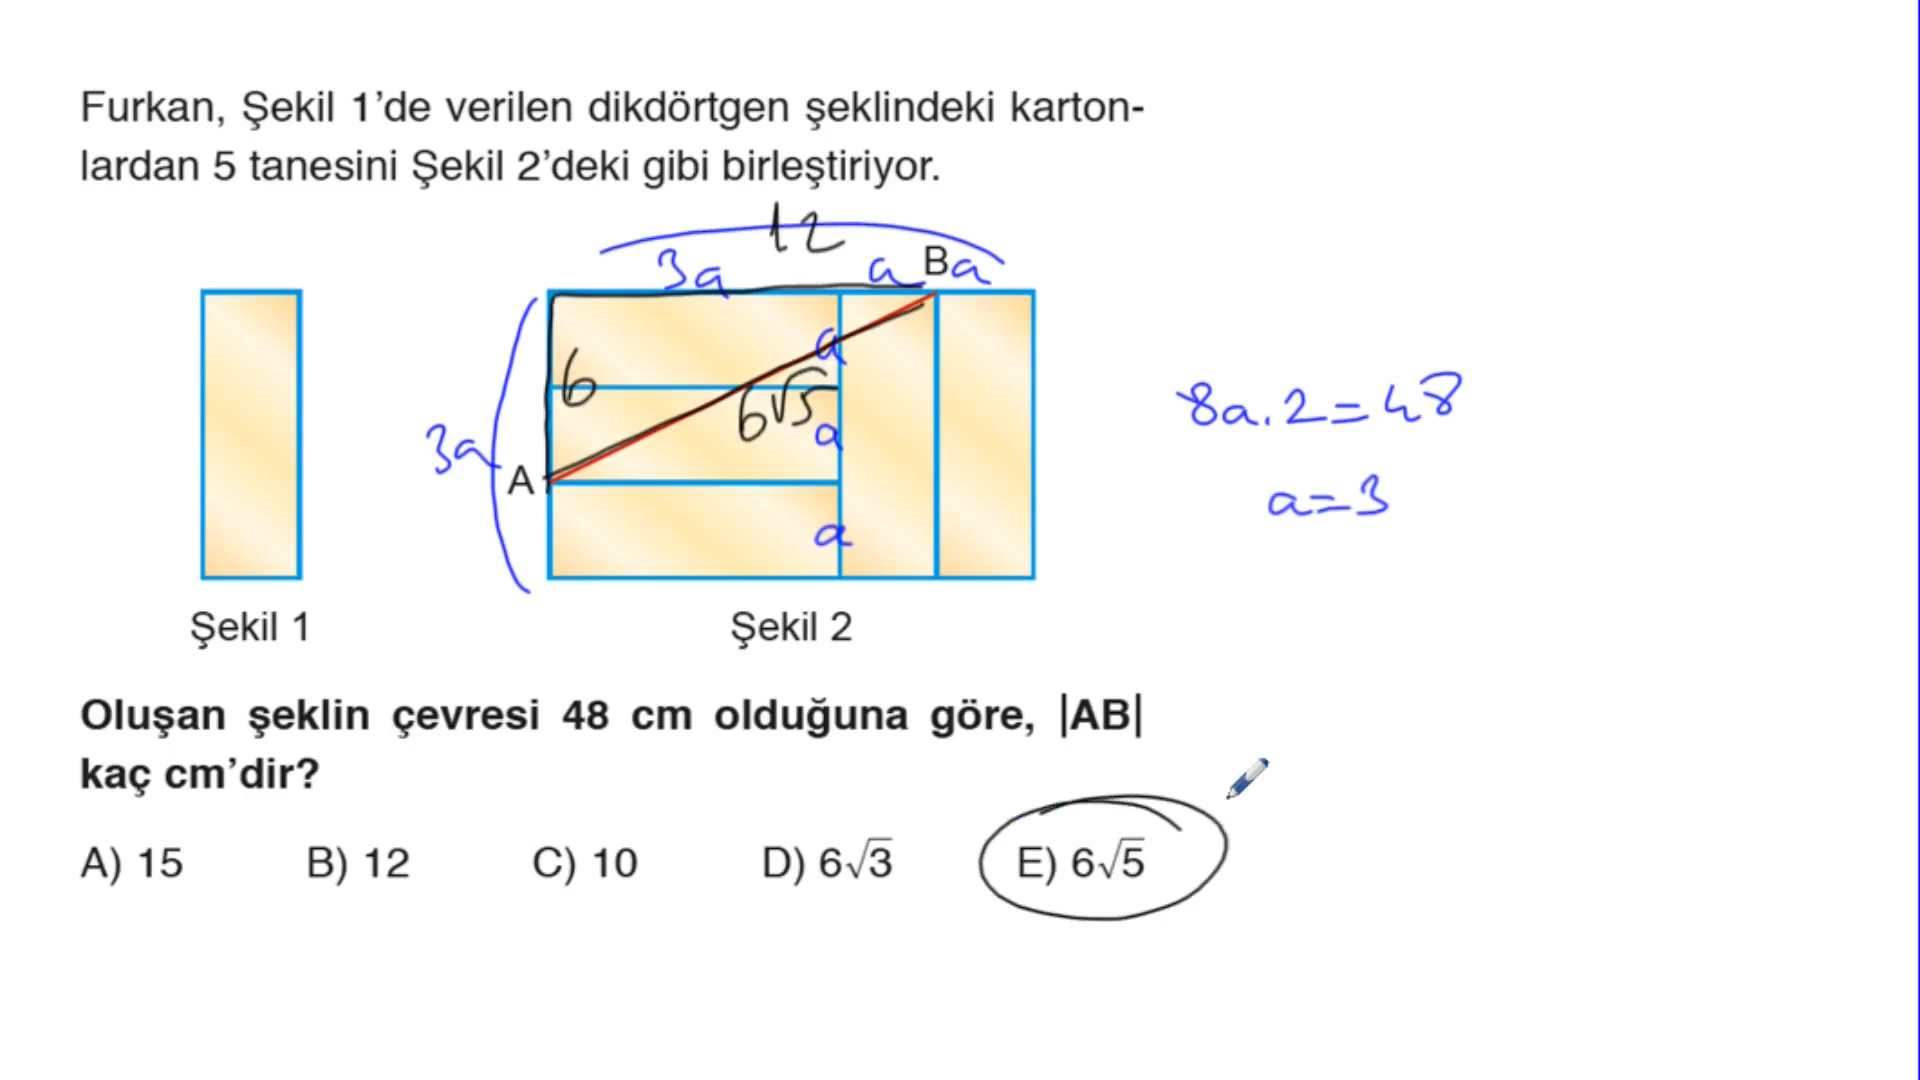 Furkan, Şekil 1’de verilen dikdörtgen şeklindeki karton-
lardan 5 tanesini Şekil 2’deki gibi birleştiriyor.
12
3a a B a
a
6
6√5
8a.2=48
3a
a
A
a=3
a
Şekil 1 Şekil 2
Oluşan şeklin çevresi 48 cm olduğuna göre, |AB|
kaç cm’dir?
A) 15 B) 12 C) 10 D) 6√3 E) 6√5